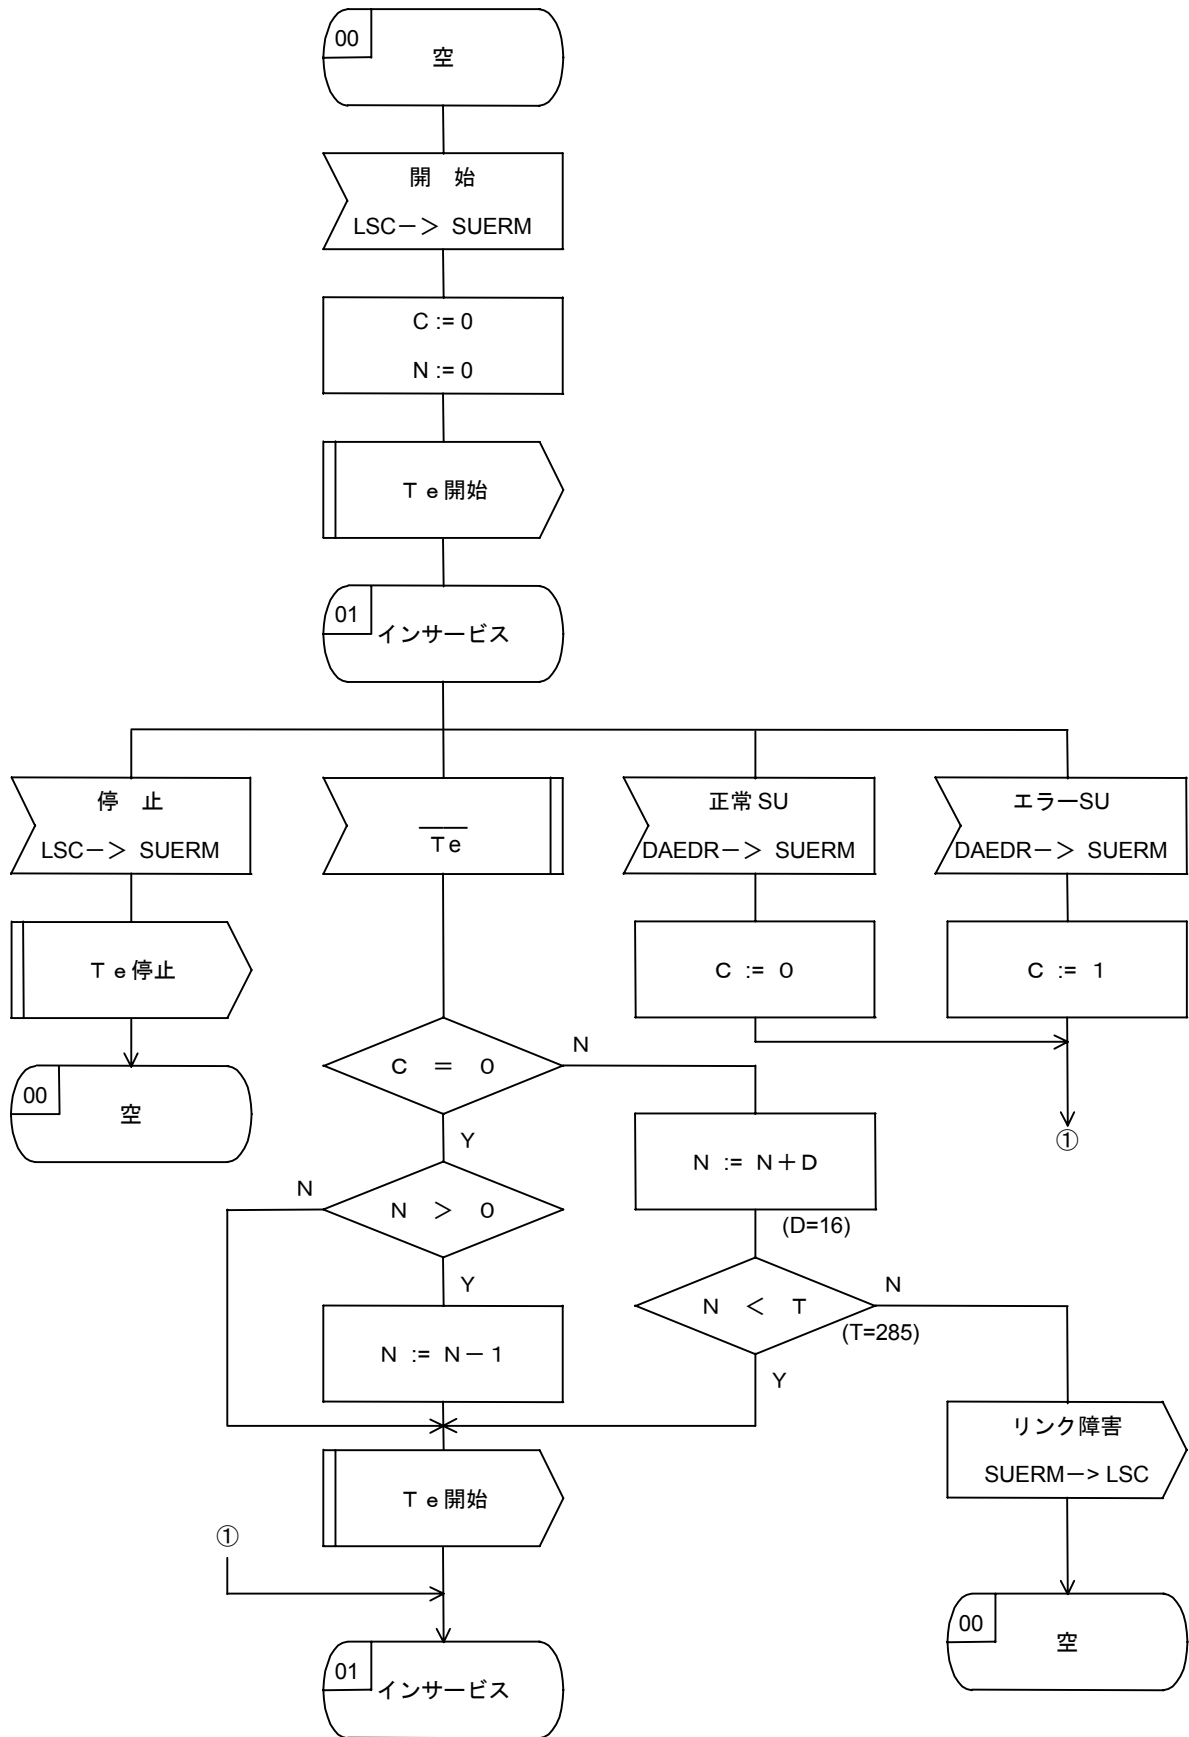 00
空
開　始
LSC－＞ SUERM
C := 0
N := 0
Ｔｅ開始
01
インサービス
停　止
LSC－＞ SUERM
Ｔｅ
正常 SU
DAEDR－＞ SUERM
エラーSU
DAEDR－＞ SUERM
Ｔｅ停止
Ｃ := ０
Ｃ := １
Ｃ ＝ ０
N
00
空
①
Y
N := N＋D
N
N ＞ ０
(D=16)
Y
N ＜ T
N
(T=285)
N := N－１
Y
リンク障害
SUERM－> LSC
Ｔｅ開始
①
00
空
01
インサービス